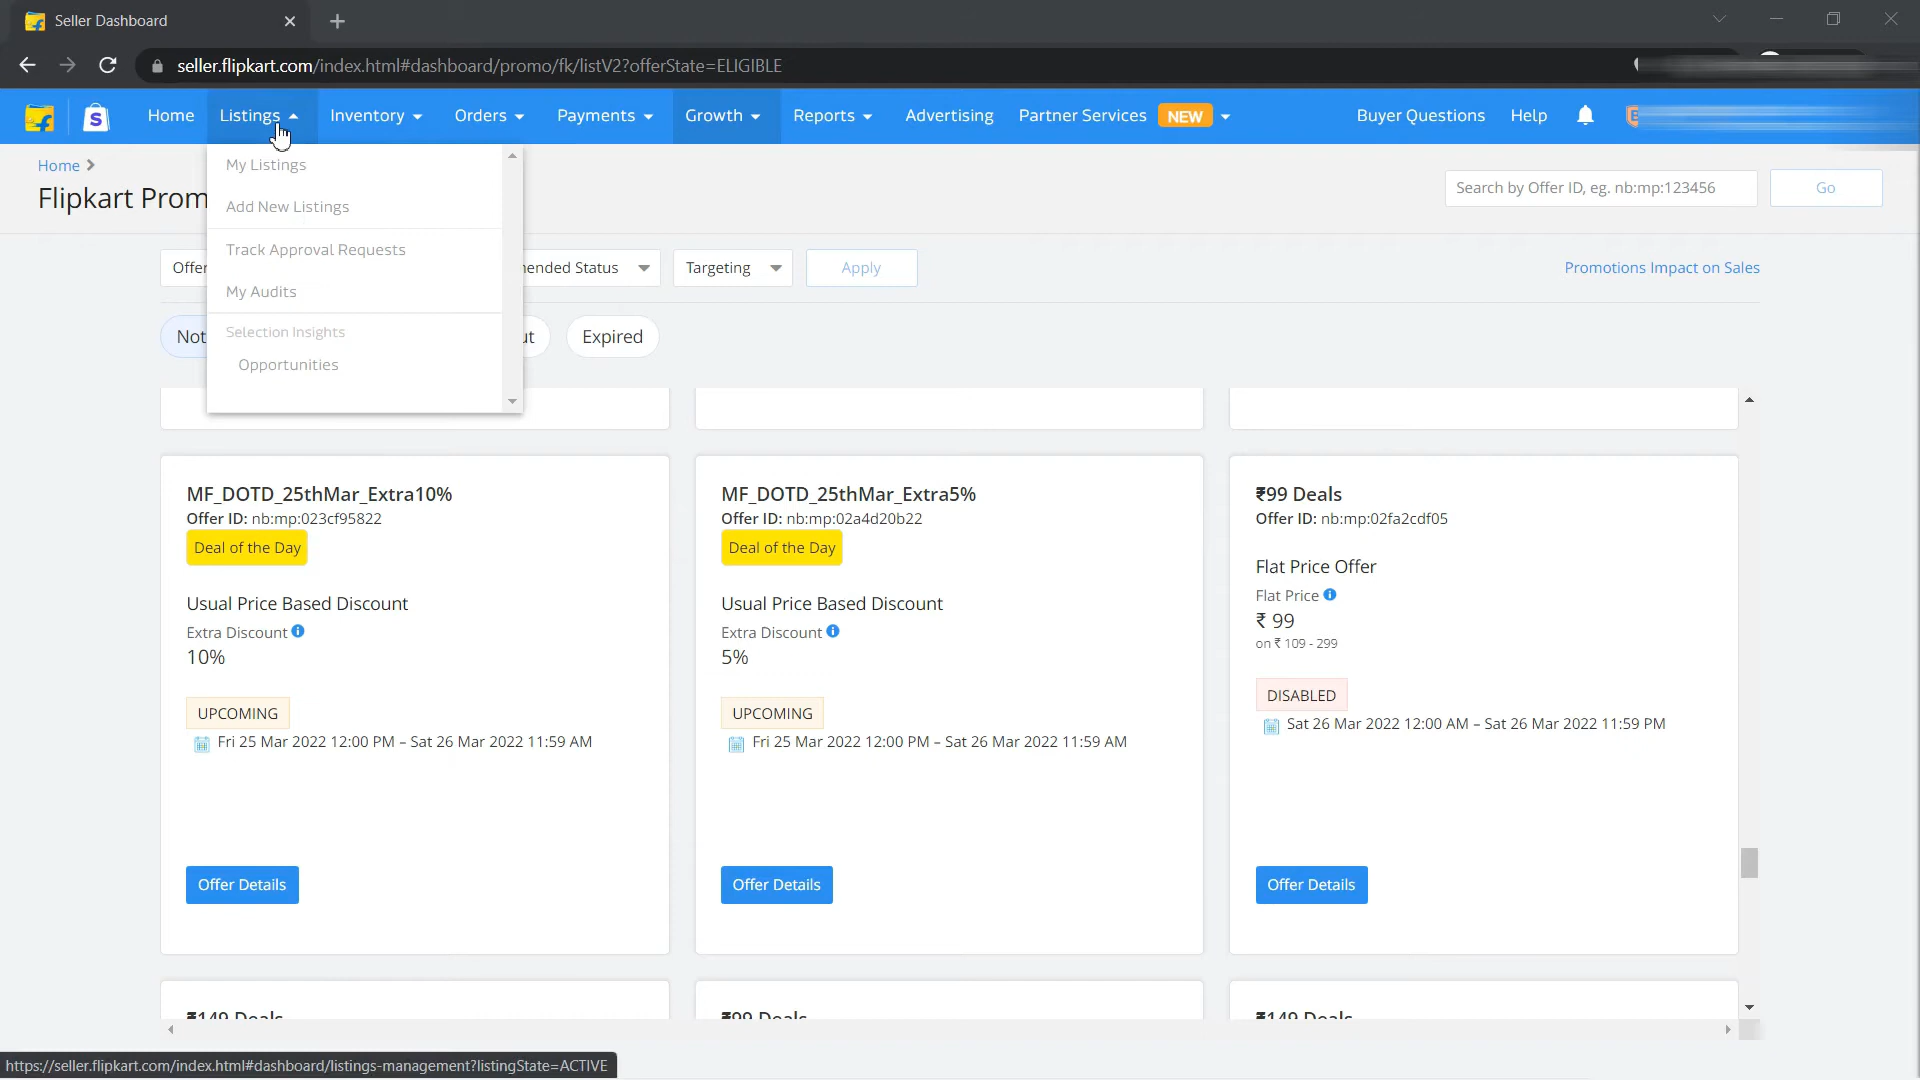 Seller Dashboard
seller.flipkart.com/index.html#dashboard/promo/fk/listV2?offerState=ELIGIBLE
S Home Listings Inventory Orders Payments Growth Reports Advertising Partner Services NEW Buyer Questions Help
Home
Flipkart Prom
Search by Offer ID, eg. nb:mp:123456
Go
My Listings
Add New Listings
Track Approval Requests
My Audits
Selection Insights
Opportunities
Offer
Status
Targeting
Apply
Promotions Impact on Sales
Not
Expired
MF_DOTD_25thMar_Extra10%
Offer ID: nb:mp:023cf95822
Deal of the Day
Usual Price Based Discount
Extra Discount
10%
UPCOMING
Fri 25 Mar 2022 12:00 PM – Sat 26 Mar 2022 11:59 AM
Offer Details
MF_DOTD_25thMar_Extra5%
Offer ID: nb:mp:02a4d20b22
Deal of the Day
Usual Price Based Discount
Extra Discount
5%
UPCOMING
Fri 25 Mar 2022 12:00 PM – Sat 26 Mar 2022 11:59 AM
Offer Details
₹99 Deals
Offer ID: nb:mp:02fa2cdf05
Flat Price Offer
Flat Price
₹ 99
on ₹ 109 - 299
DISABLED
Sat 26 Mar 2022 12:00 AM – Sat 26 Mar 2022 11:59 PM
Offer Details
₹149 Deals
₹99 Deals
₹149 Deals
https://seller.flipkart.com/index.html#dashboard/listings-management?listingState=ACTIVE